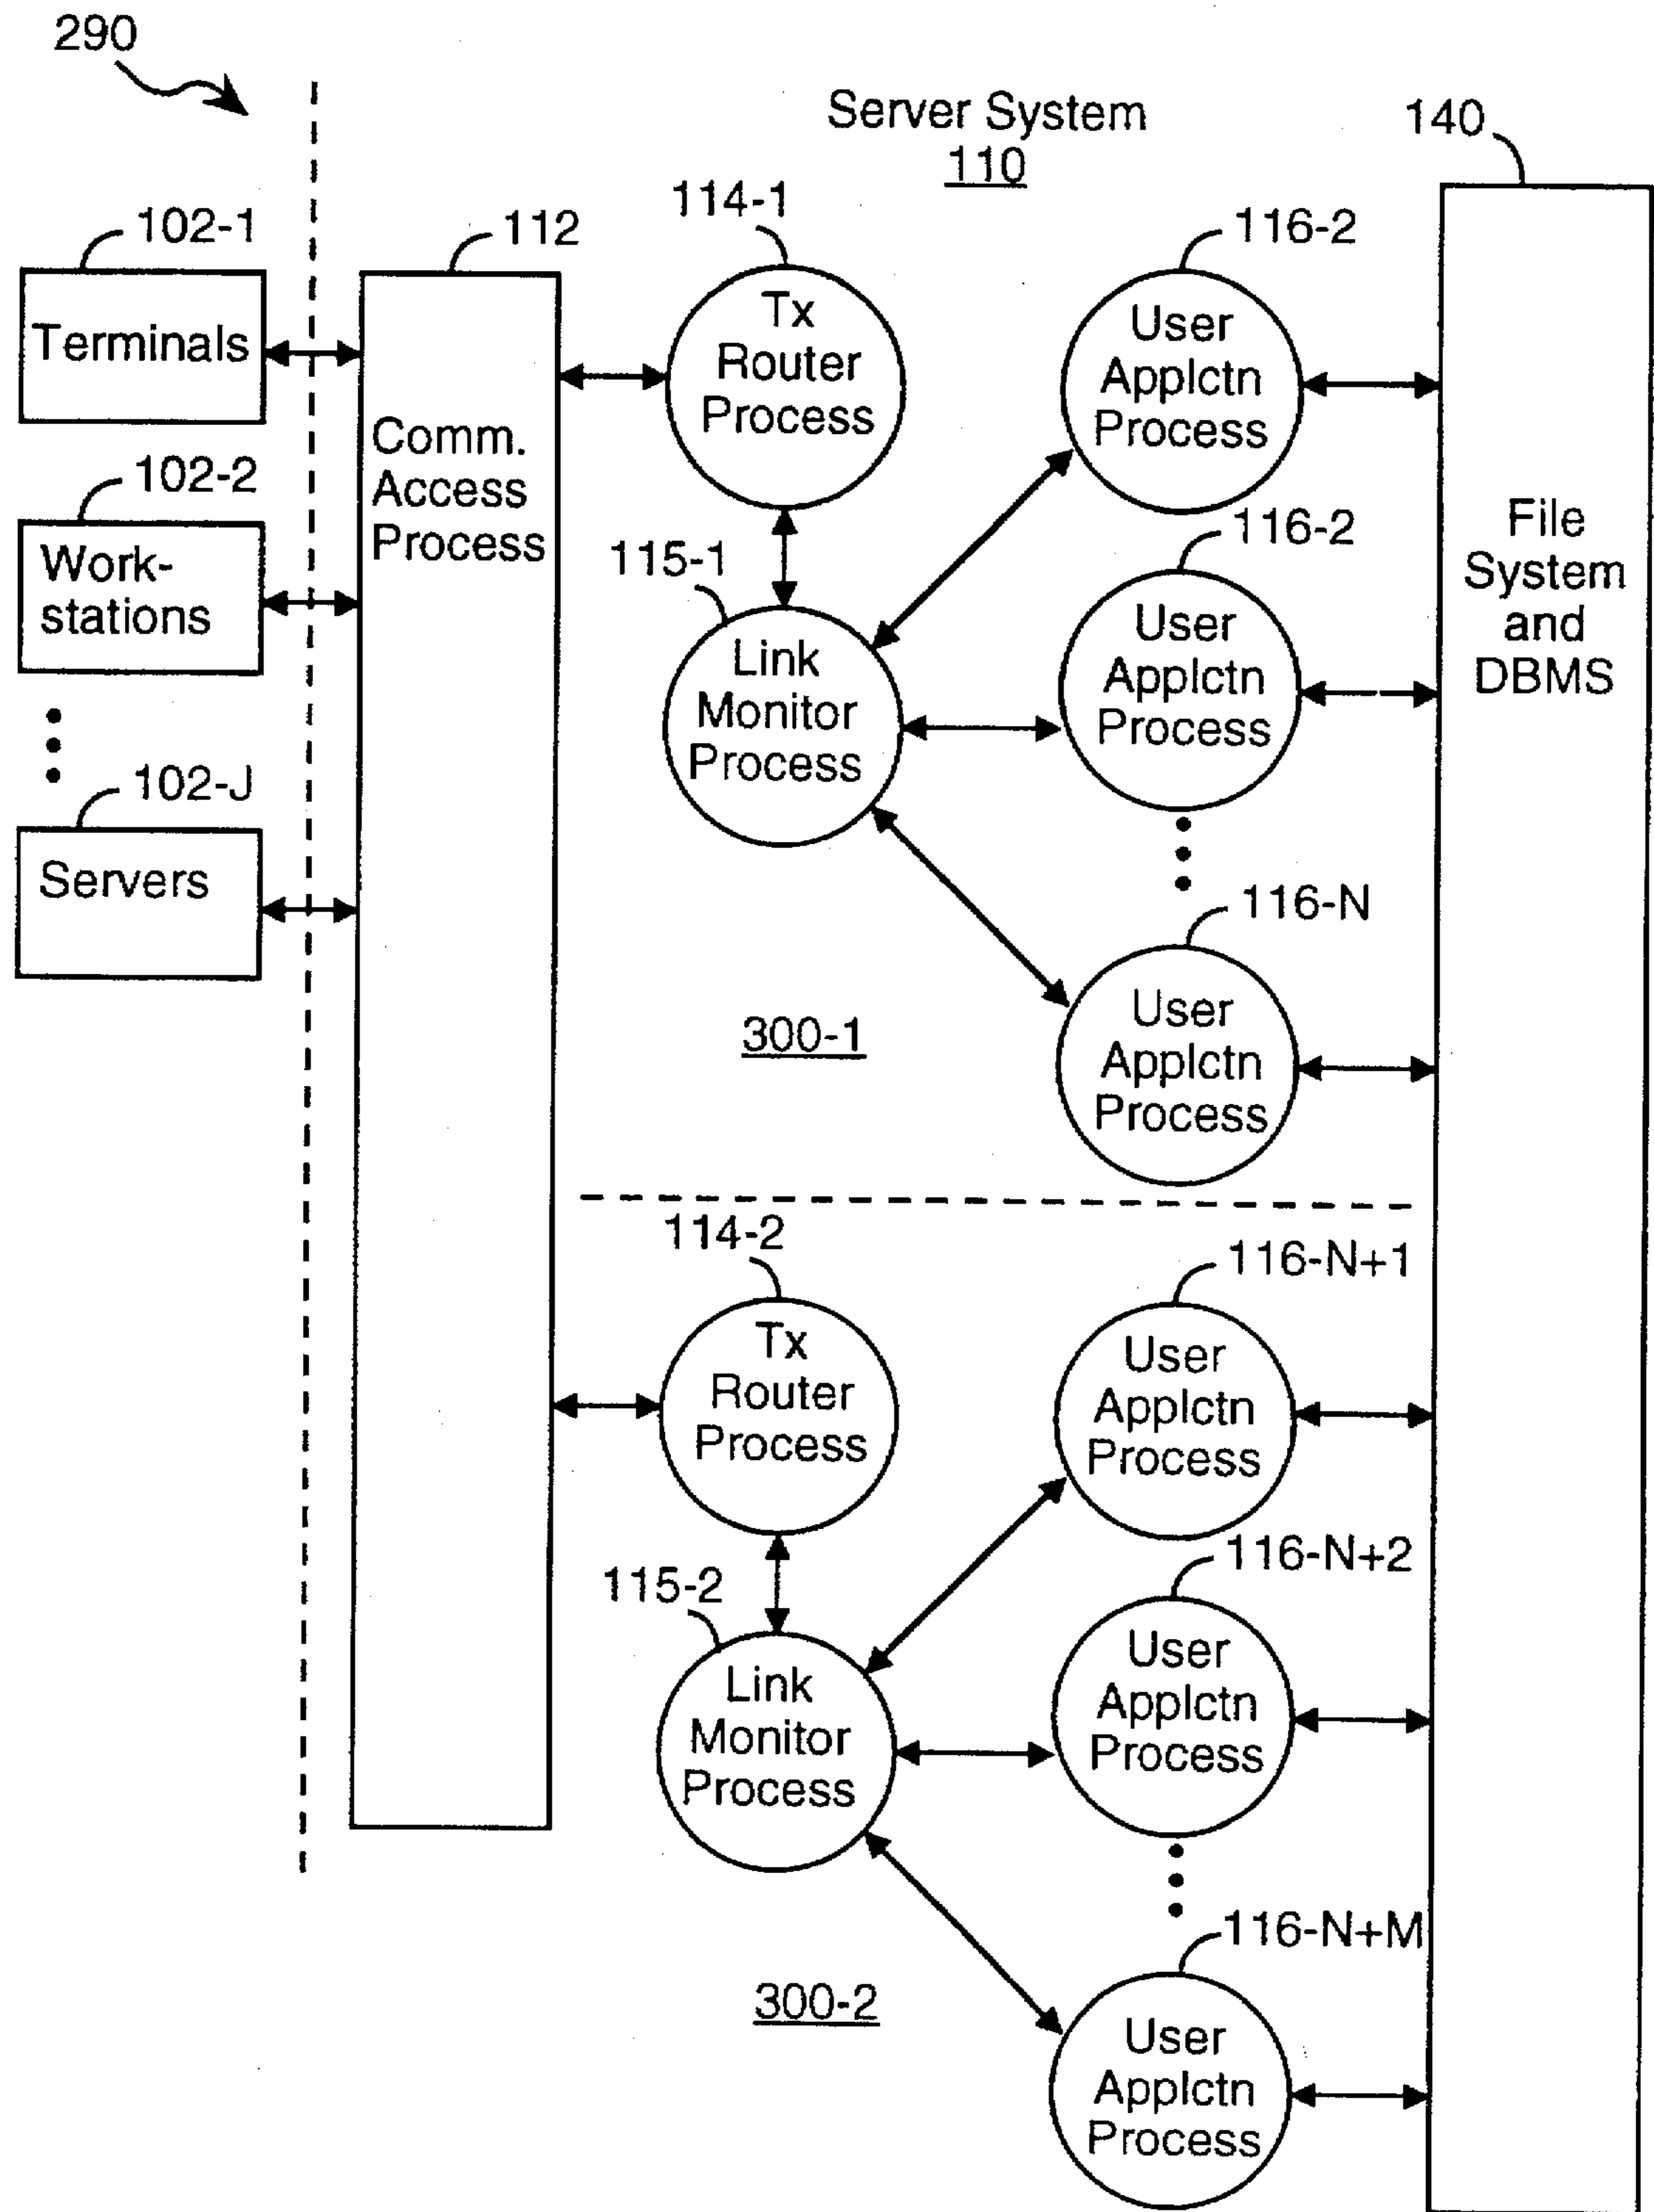 290
Server System
110
140
102-1
112
114-1
116-2
Terminals
Comm.
Access
Process
Tx
Router
Process
User
Applctn
Process
102-2
Work-
stations
115-1
Link
Monitor
Process
116-2
User
Applctn
Process
File
System
and
DBMS
102-J
Servers
116-N
User
Applctn
Process
300-1
114-2
Tx
Router
Process
116-N+1
User
Applctn
Process
115-2
Link
Monitor
Process
116-N+2
User
Applctn
Process
116-N+M
User
Applctn
Process
300-2